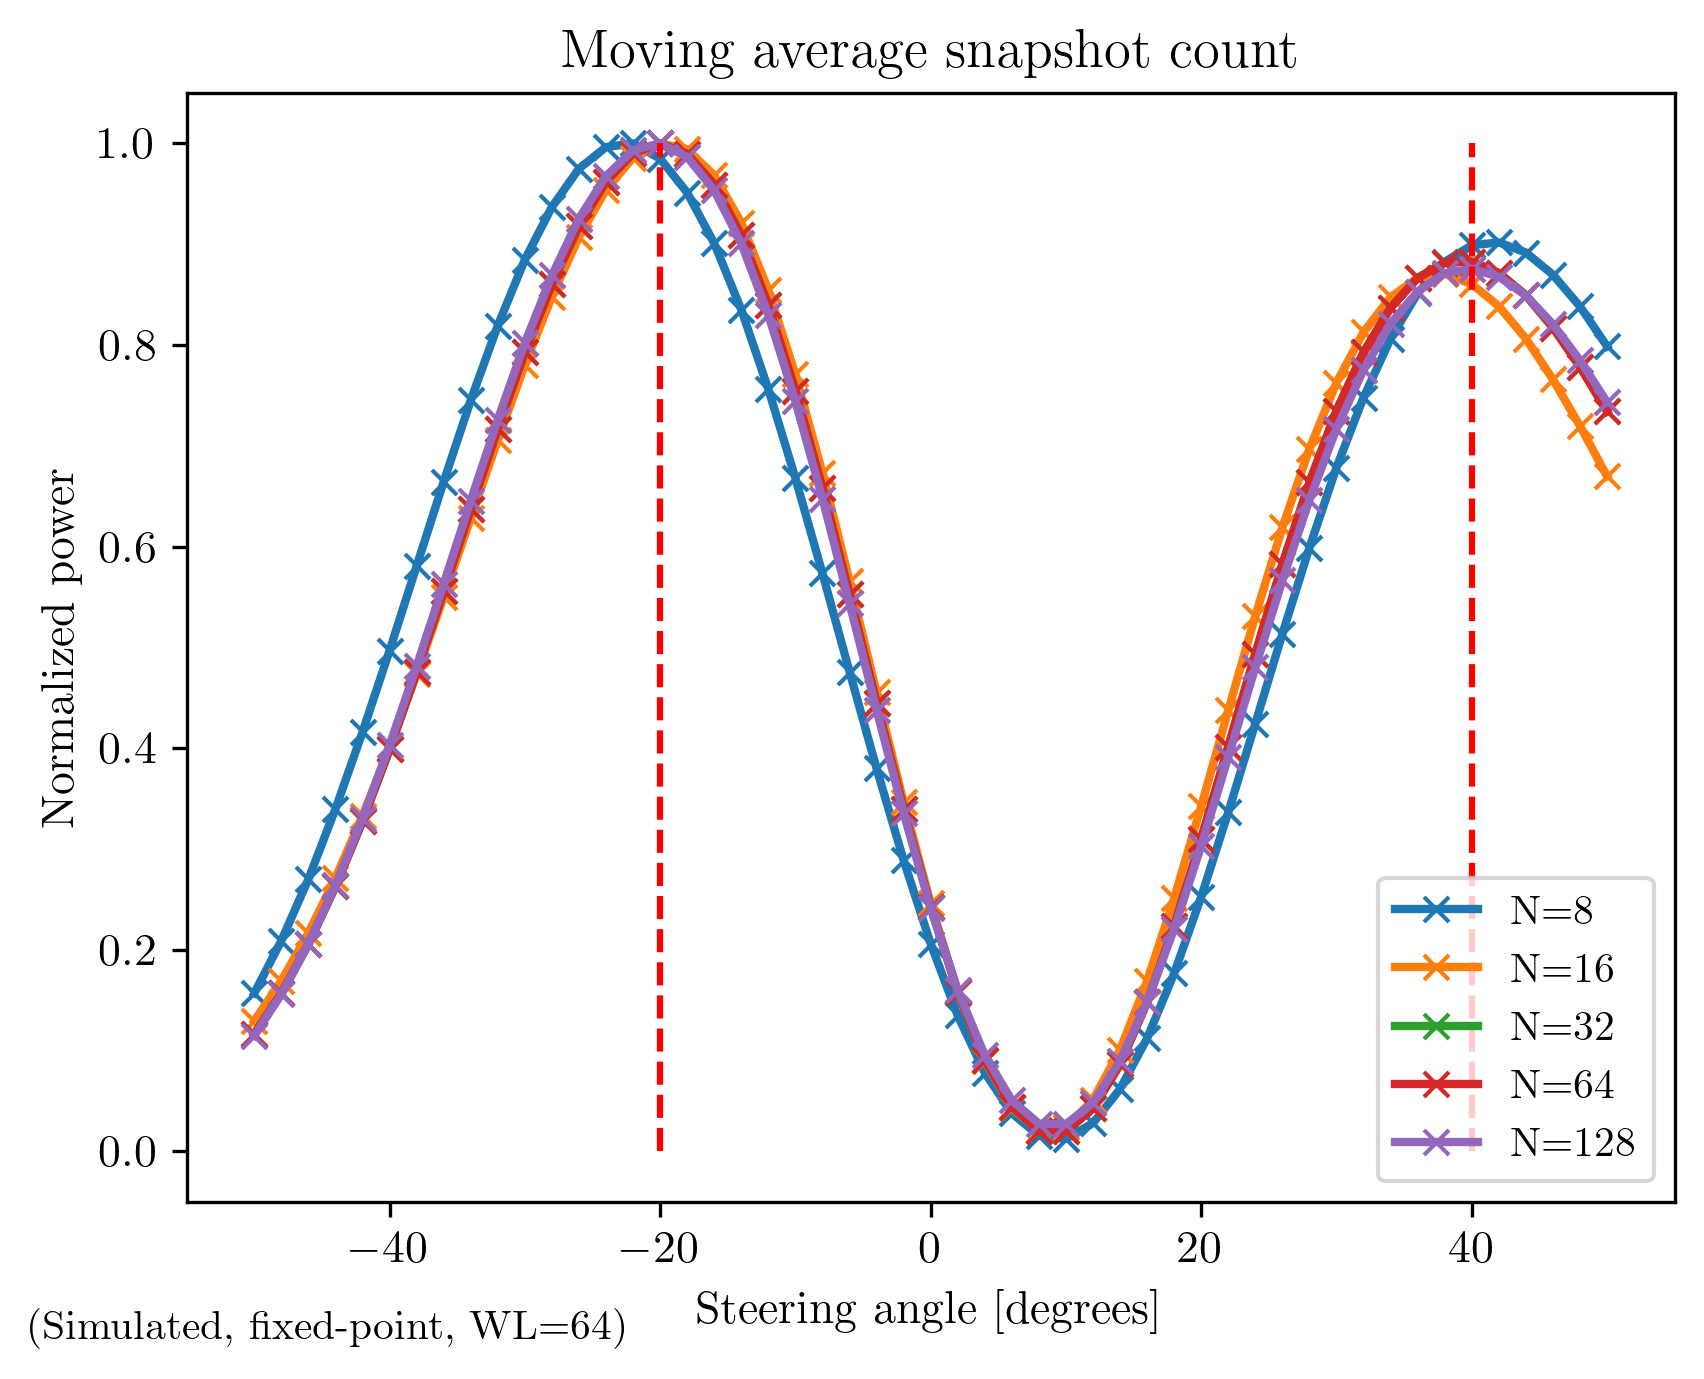 Moving average snapshot count
Normalized power
1.0
0.8
0.6
0.4
0.2
0.0
−40
−20
0
20
40
N=8
N=16
N=32
N=64
N=128
Steering angle [degrees]
(Simulated, fixed-point, WL=64)